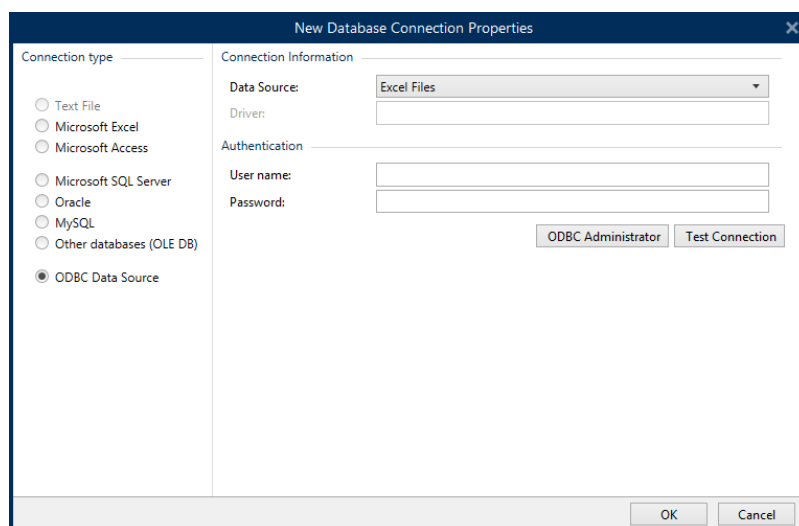 New Database Connection Properties
Connection type
Text File
Microsoft Excel
Microsoft Access
Microsoft SQL Server
Oracle
MySQL
Other databases (OLE DB)
ODBC Data Source
Connection Information
Data Source: Excel Files
Driver:
Authentication
User name:
Password:
ODBC Administrator Test Connection
OK Cancel